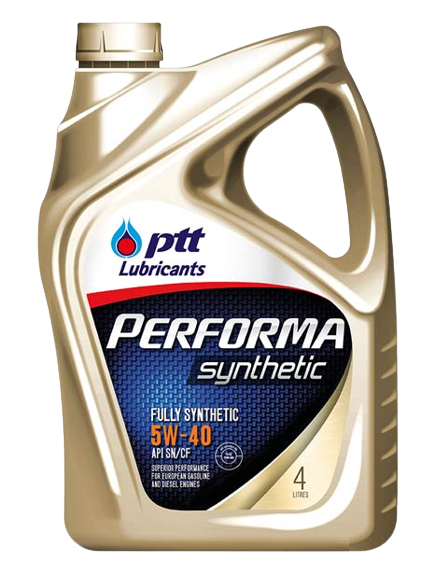 ptt
Lubricants
PERFORMA
synthetic
FULLY SYNTHETIC
5W-40
API SN/CF
SUPERIOR PERFORMANCE
FOR EUROPEAN GASOLINE
AND DIESEL ENGINES
4
LITRES